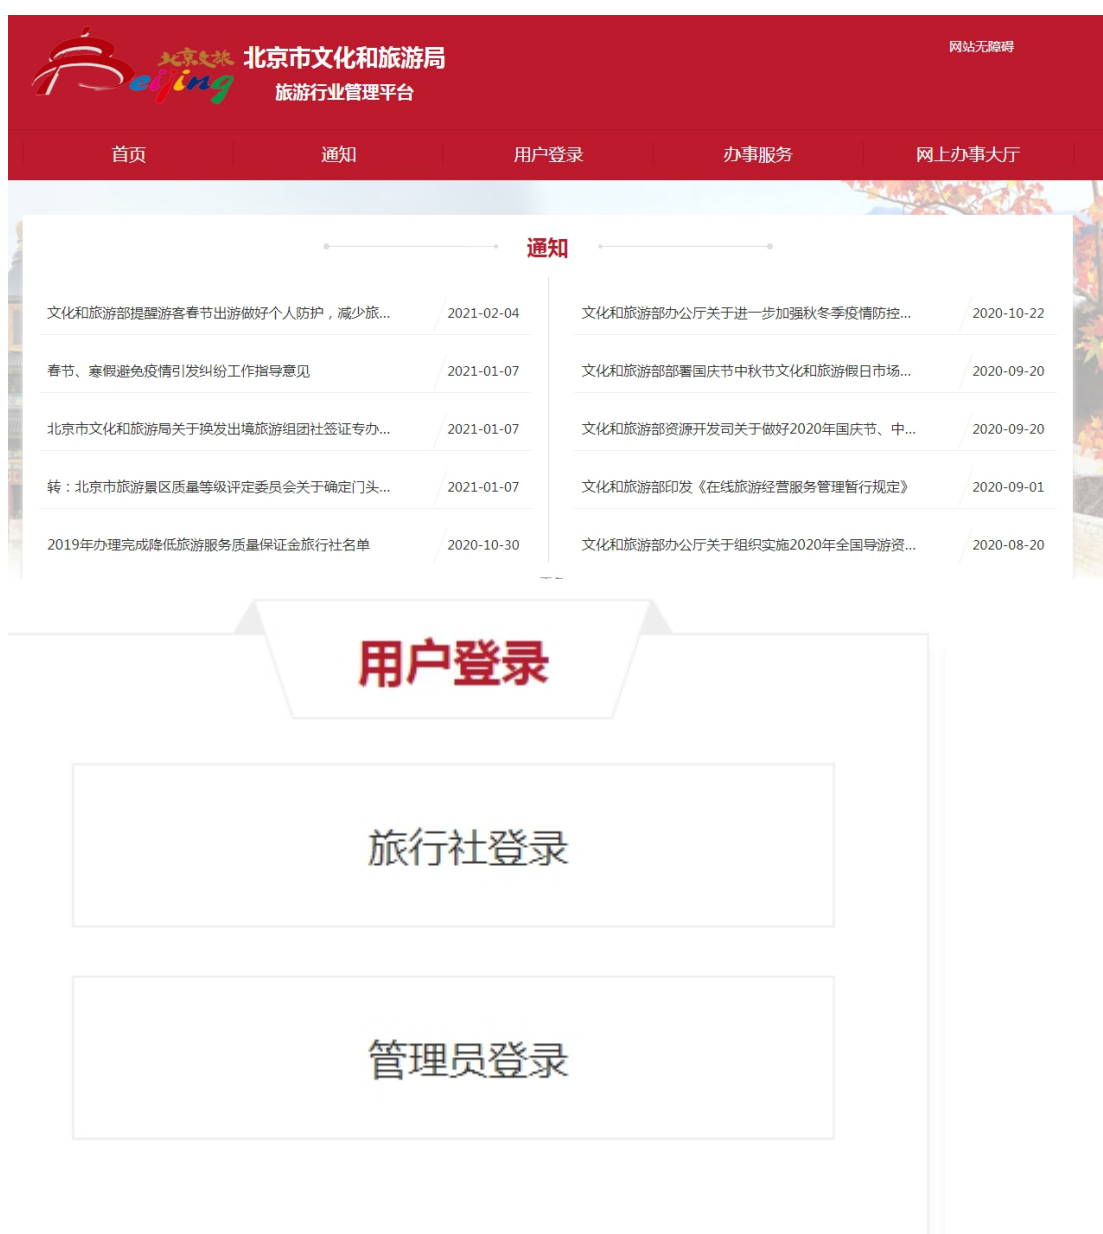 北京文旅
Beijing
北京市文化和旅游局
旅游行业管理平台
网站无障碍
首页 通知 用户登录 办事服务 网上办事大厅
通知
文化和旅游部提醒游客春节出游做好个人防护，减少旅... 2021-02-04
春节、寒假避免疫情引发纠纷工作指导意见 2021-01-07
北京市文化和旅游局关于换发出境旅游组团社签证专办... 2021-01-07
转：北京市旅游景区质量等级评定委员会关于确定门头... 2021-01-07
2019年办理完成降低旅游服务质量保证金旅行社名单 2020-10-30
文化和旅游部办公厅关于进一步加强秋冬季疫情防控... 2020-10-22
文化和旅游部部署国庆节中秋节文化和旅游假日市场... 2020-09-20
文化和旅游部资源开发司关于做好2020年国庆节、中... 2020-09-20
文化和旅游部印发《在线旅游经营服务管理暂行规定》 2020-09-01
文化和旅游部办公厅关于组织实施2020年全国导游资... 2020-08-20
用户登录
旅行社登录
管理员登录